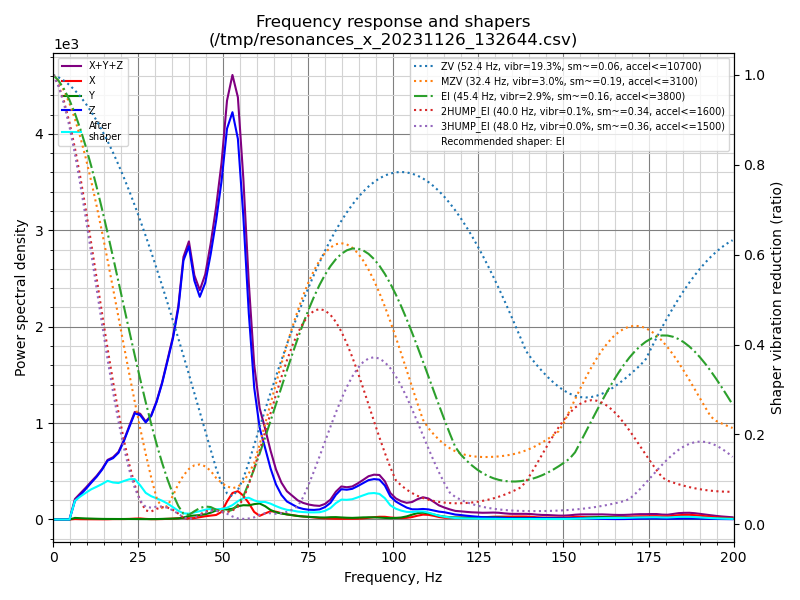 Frequency response and shapers
(/tmp/resonances_x_20231126_132644.csv)
1e3
X+Y+Z
X
Y
Z
After
shaper
ZV (52.4 Hz, vibr=19.3%, sm~=0.06, accel<=10700)
MZV (32.4 Hz, vibr=3.0%, sm~=0.19, accel<=3100)
EI (45.4 Hz, vibr=2.9%, sm~=0.16, accel<=3800)
2HUMP_EI (40.0 Hz, vibr=0.1%, sm~=0.34, accel<=1600)
3HUMP_EI (48.0 Hz, vibr=0.0%, sm~=0.36, accel<=1500)
Recommended shaper: EI
4
3
2
1
0
Power spectral density
1.0
0.8
0.6
0.4
0.2
0.0
Shaper vibration reduction (ratio)
0 25 50 75 100 125 150 175 200
Frequency, Hz